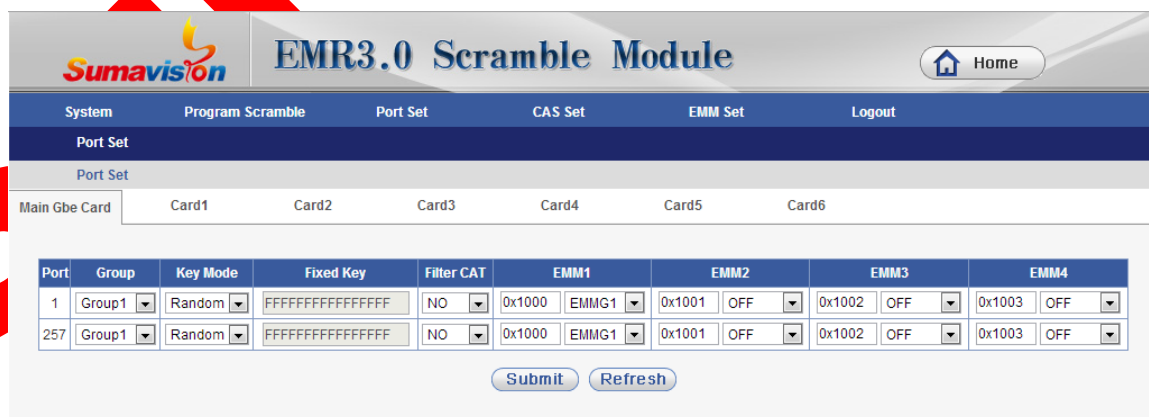 Sumavision EMR3.0 Scramble Module Home
System Program Scramble Port Set CAS Set EMM Set Logout
Port Set
Port Set
Main Gbe Card Card1 Card2 Card3 Card4 Card5 Card6
Port Group Key Mode Fixed Key Filter CAT EMM1 EMM2 EMM3 EMM4
1 Group1 Random FFFFFFFFFFFFFFFF NO 0x1000 EMMG1 0x1001 OFF 0x1002 OFF 0x1003 OFF
257 Group1 Random FFFFFFFFFFFFFFFF NO 0x1000 EMMG1 0x1001 OFF 0x1002 OFF 0x1003 OFF
Submit Refresh